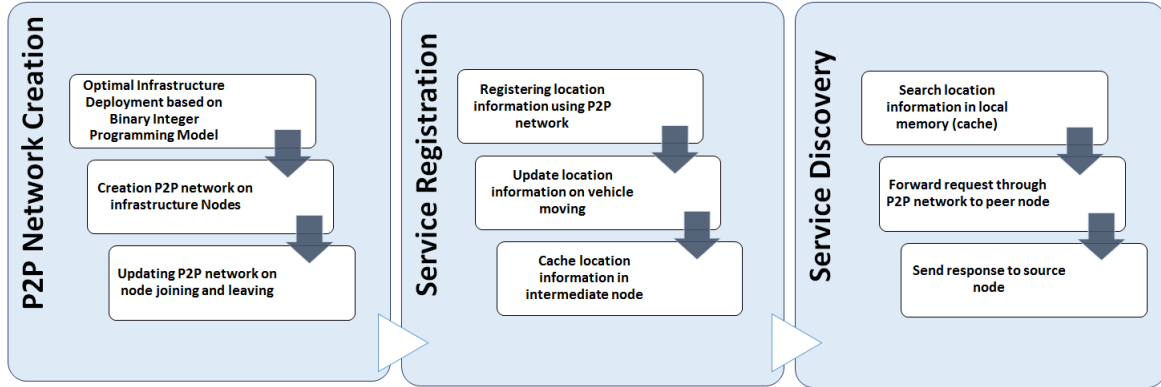 P2P Network Creation
Optimal Infrastructure
Deployment based on
Binary Integer
Programming Model
Creation P2P network on
infrastructure Nodes
Updating P2P network on
node joining and leaving
Service Registration
Registering location
information using P2P
network
Update location
information on vehicle
moving
Cache location
information in
intermediate node
Service Discovery
Search location
information in local
memory (cache)
Forward request through
P2P network to peer node
Send response to source
node